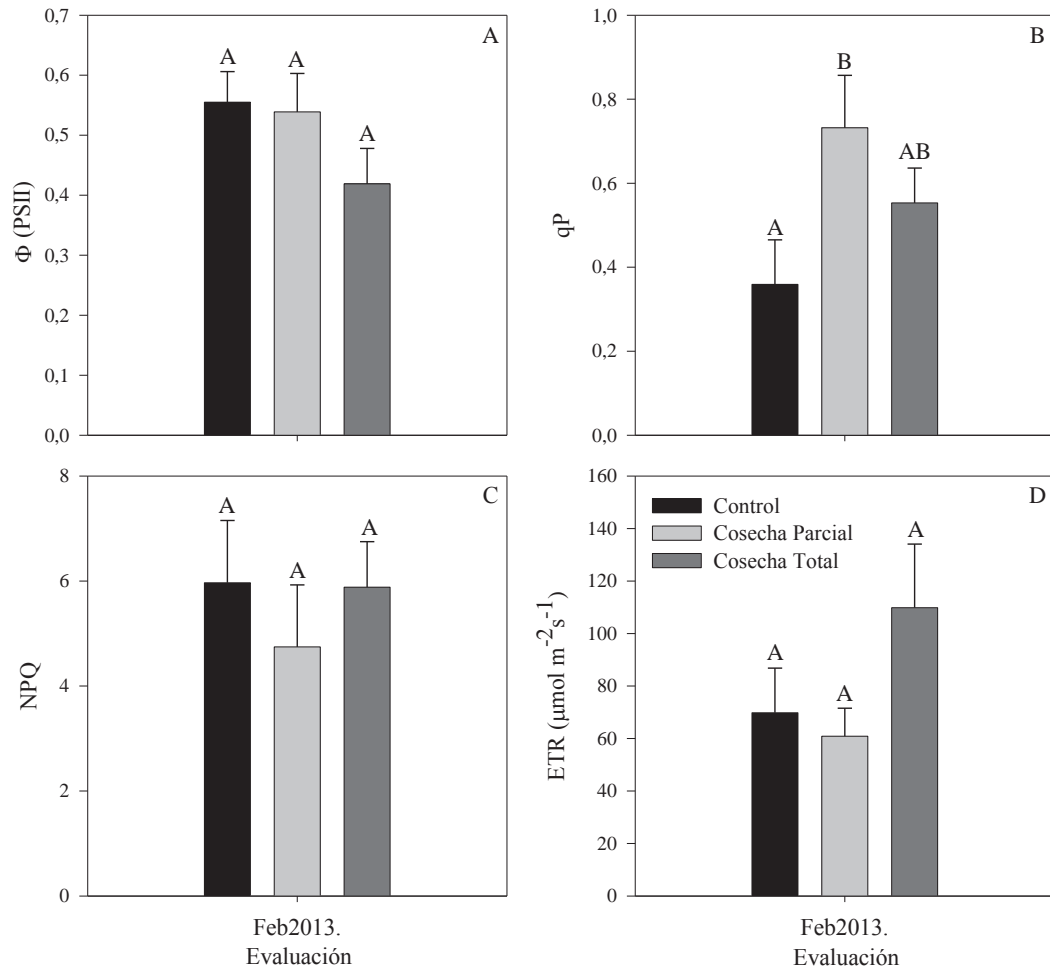 A
0,7
0,6
0,5
0,4
0,3
0,2
0,1
0,0
Φ (PSII)
A
A
A
B
1,0
0,8
0,6
0,4
0,2
0,0
qP
A
B
AB
C
8
6
4
2
0
NPQ
A
A
A
Feb2013.
Evaluación
D
160
140
120
100
80
60
40
20
0
ETR (μmol m⁻²s⁻¹)
Control
Cosecha Parcial
Cosecha Total
A
A
A
Feb2013.
Evaluación